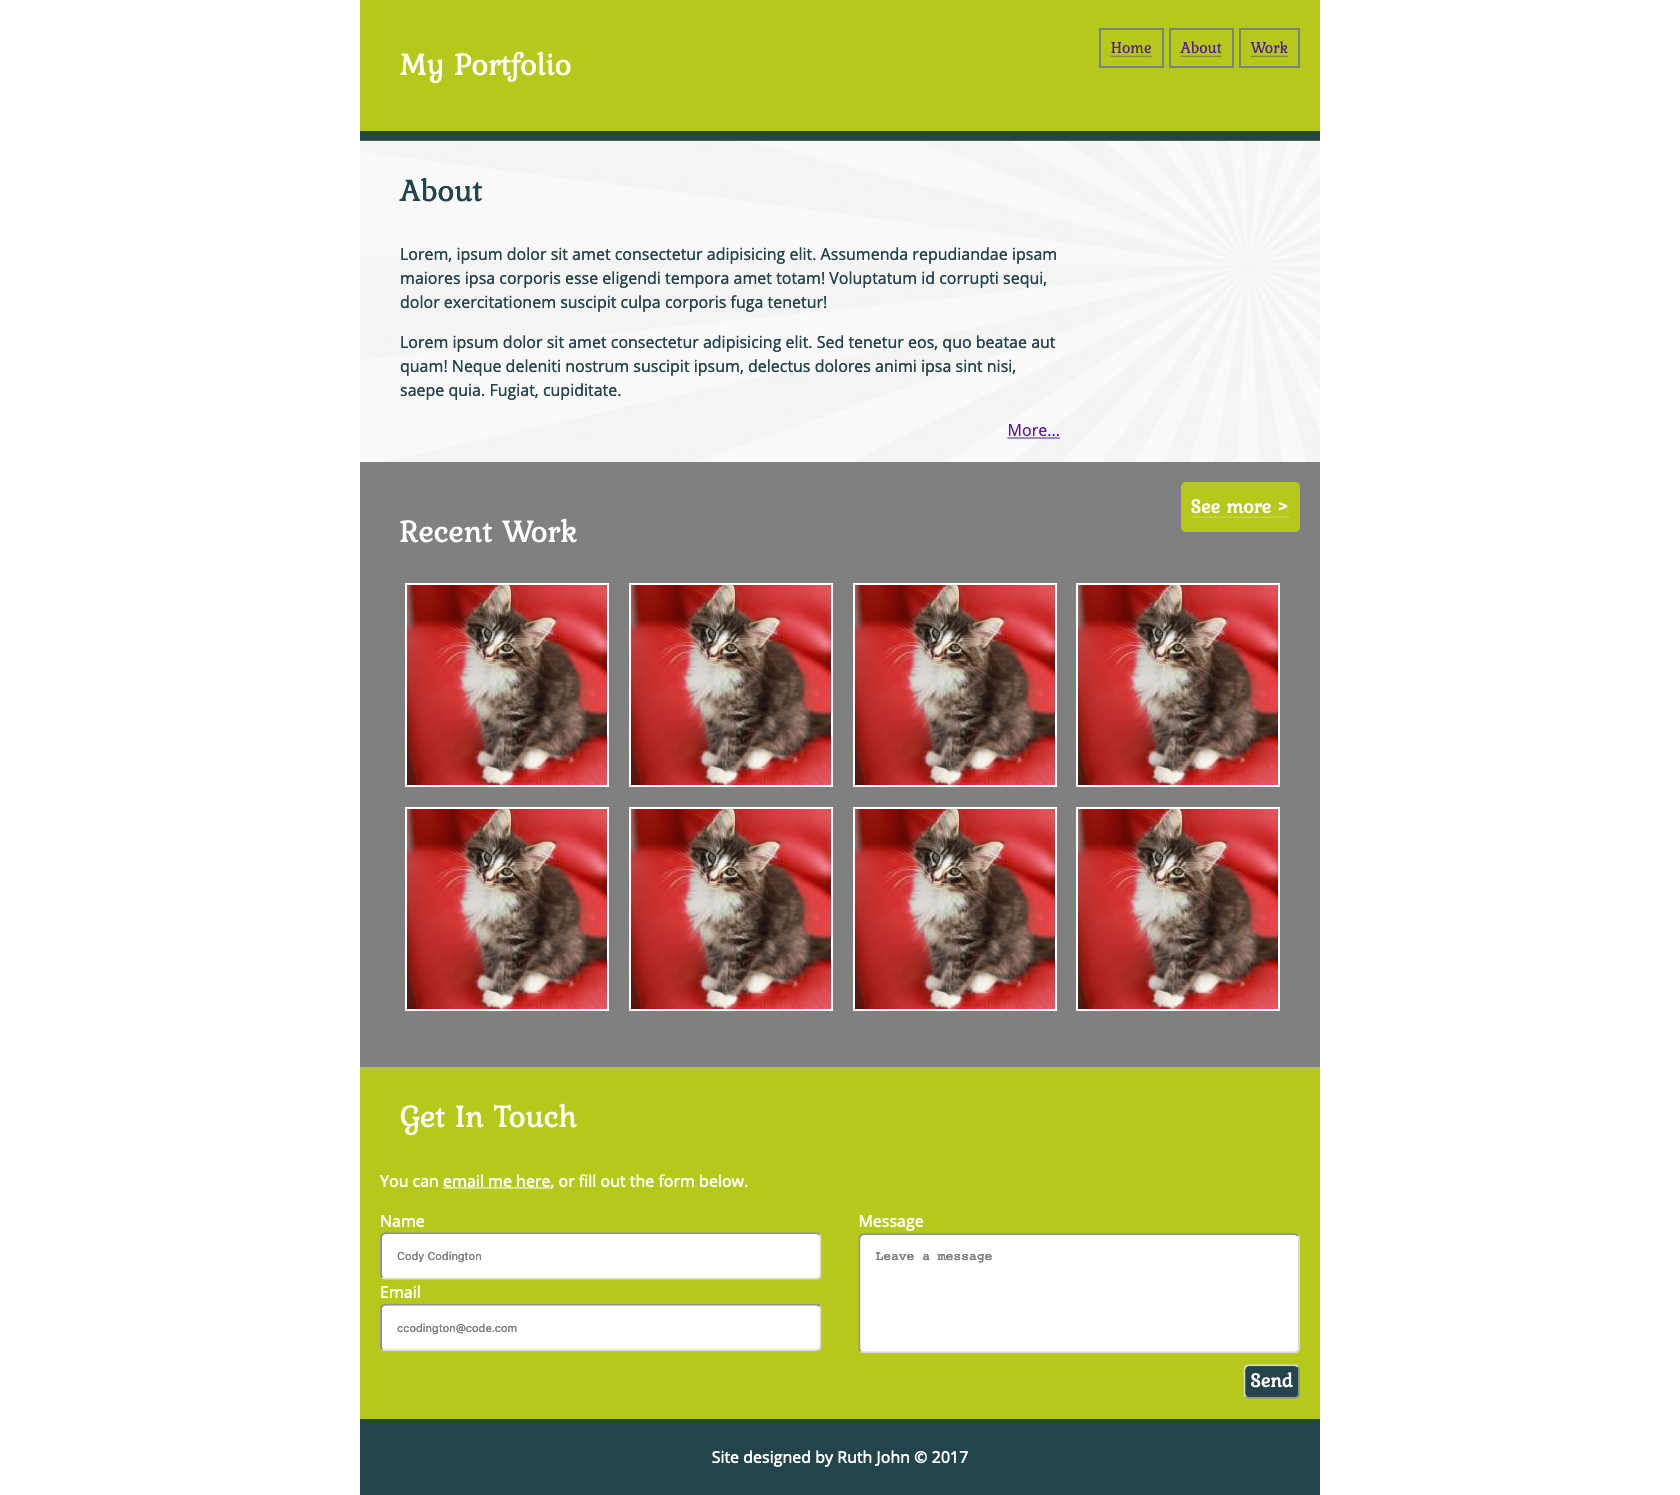 My Portfolio
Home About Work
About
Lorem, ipsum dolor sit amet consectetur adipisicing elit. Assumenda repudiandae ipsam
maiores ipsa corporis esse eligendi tempora amet totam! Voluptatum id corrupti sequi,
dolor exercitationem suscipit culpa corporis fuga tenetur!
Lorem ipsum dolor sit amet consectetur adipisicing elit. Sed tenetur eos, quo beatae aut
quam! Neque deleniti nostrum suscipit ipsum, delectus dolores animi ipsa sint nisi,
saepe quia. Fugiat, cupiditate.
More...
See more >
Recent Work
Get In Touch
You can email me here, or fill out the form below.
Name
Cody Codington
Email
ccodington@code.com
Message
Leave a message
Send
Site designed by Ruth John © 2017